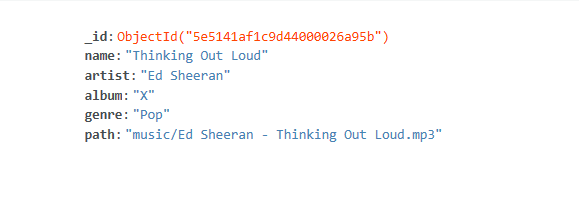 _id: ObjectId("5e5141af1c9d44000026a95b")
name: "Thinking Out Loud"
artist: "Ed Sheeran"
album: "X"
genre: "Pop"
path: "music/Ed Sheeran - Thinking Out Loud.mp3"